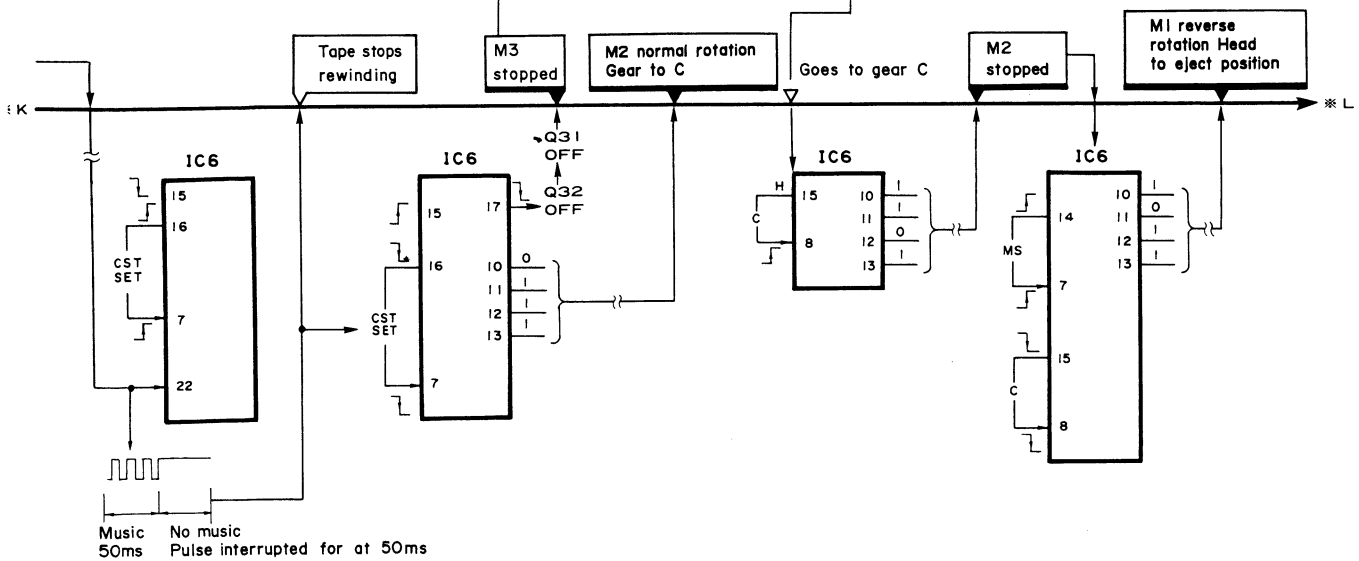 Tape stops
rewinding
M3
stopped
M2 normal rotation
Gear to C
Goes to gear C
M2
stopped
M1 reverse
rotation Head
to eject position
※K
※L
IC6
15
16
CST
SET
7
22
Music
50ms
No music
Pulse interrupted for at 50ms
IC6
15
16
CST
SET
7
17
10 0
11 1
12 1
13 1
Q31
OFF
Q32
OFF
IC6
H
15
C
8
10 1
11 1
12 0
13 1
IC6
14
MS
7
15
C
8
10 1
11 0
12 1
13 1